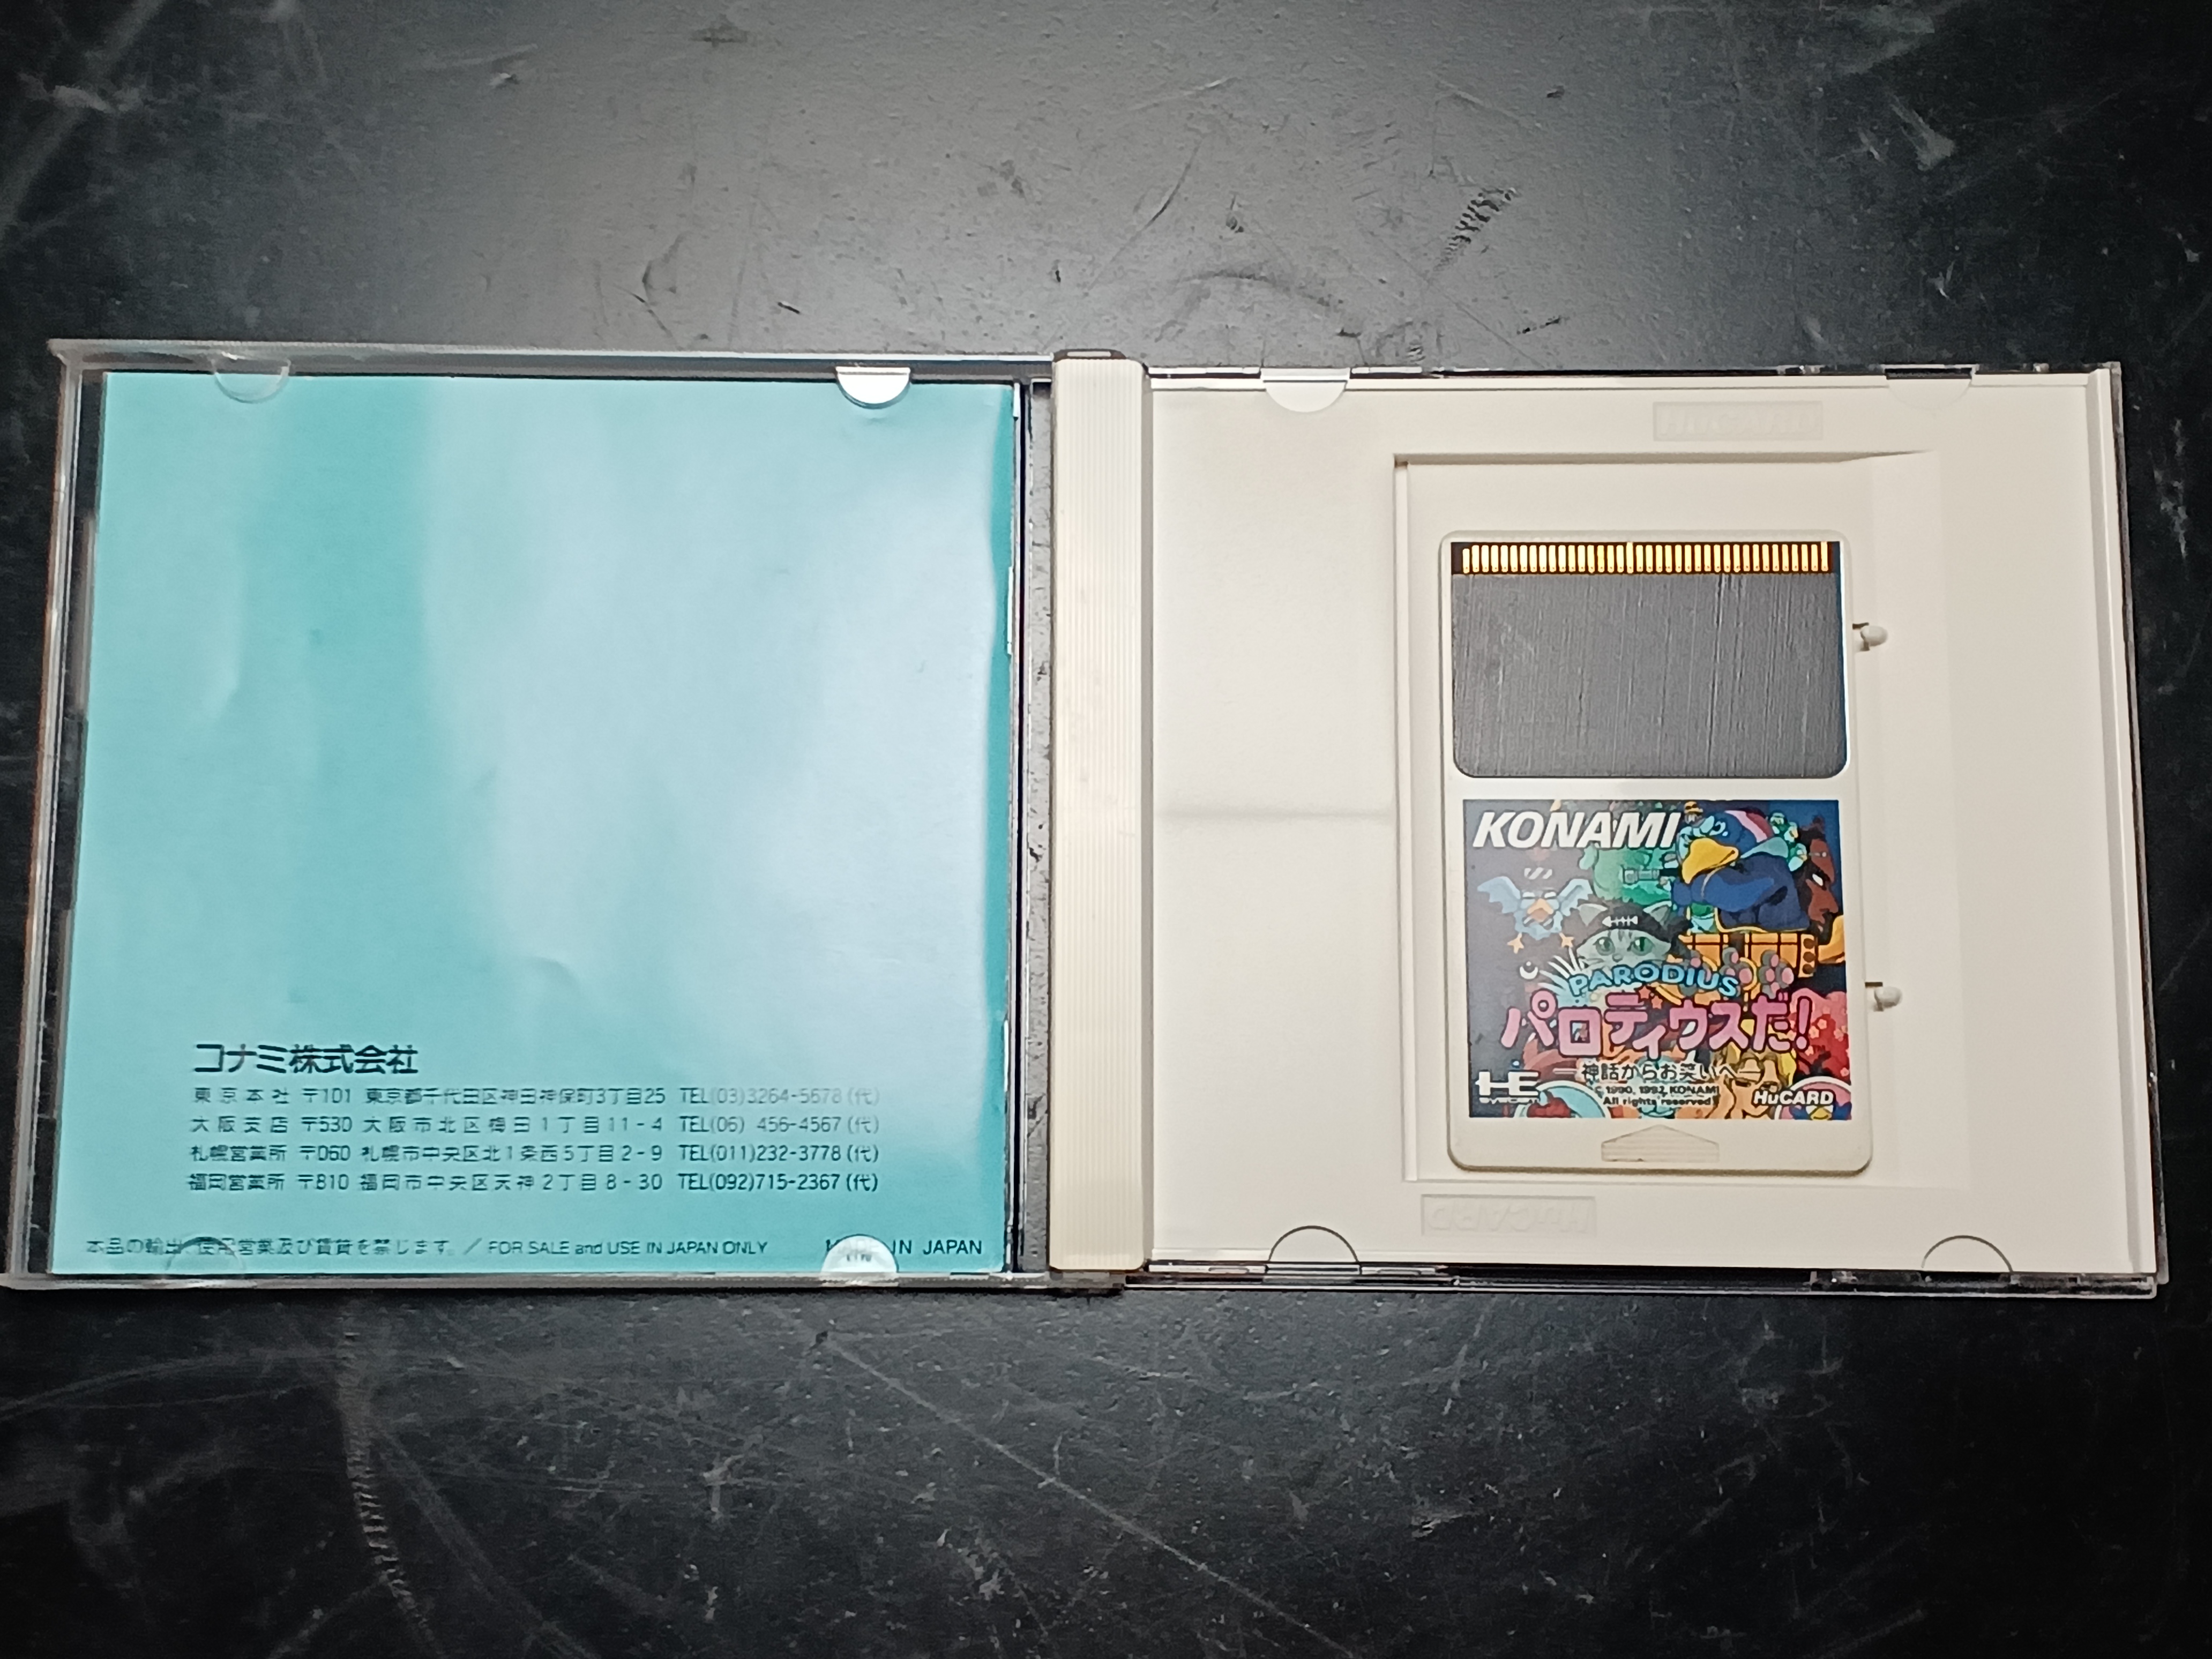 コナミ株式会社
東京本社 〒101 東京都千代田区神田神保町3丁目25 TEL(03)3264-5678(代)
大阪支店 〒530 大阪市北区梅田1丁目11-4 TEL(06) 456-4567(代)
札幌営業所 〒060 札幌市中央区北1条西5丁目2-9 TEL(011)232-3778(代)
福岡営業所 〒810 福岡市中央区天神2丁目8-30 TEL(092)715-2367(代)
本品の輸出、使用営業及び賃貸を禁じます。/ FOR SALE and USE IN JAPAN ONLY
IN JAPAN
KONAMI
PARODIUS
パロディウスだ!
—神話からお笑いへ—
HE
SYSTEM
© 1990, 1992 KONAMI
All rights reserved
HuCARD
HuCARD
HuCARD